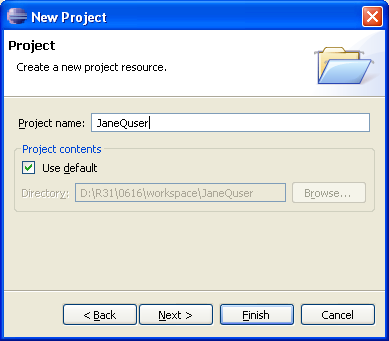 New Project
Project
Create a new project resource.
Project name: JaneQuser
Project contents
Use default
Directory: D:\R31\0616\workspace\JaneQuser Browse...
< Back Next > Finish Cancel